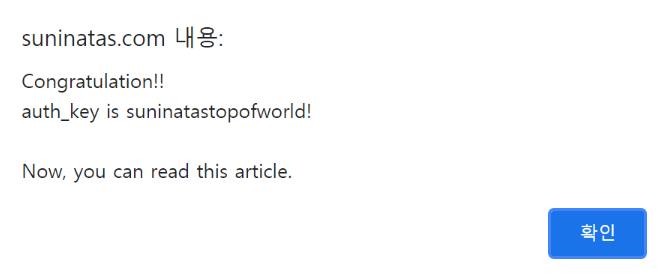 suninatas.com 내용:
Congratulation!!
auth_key is suninatastopofworld!
Now, you can read this article.
확인